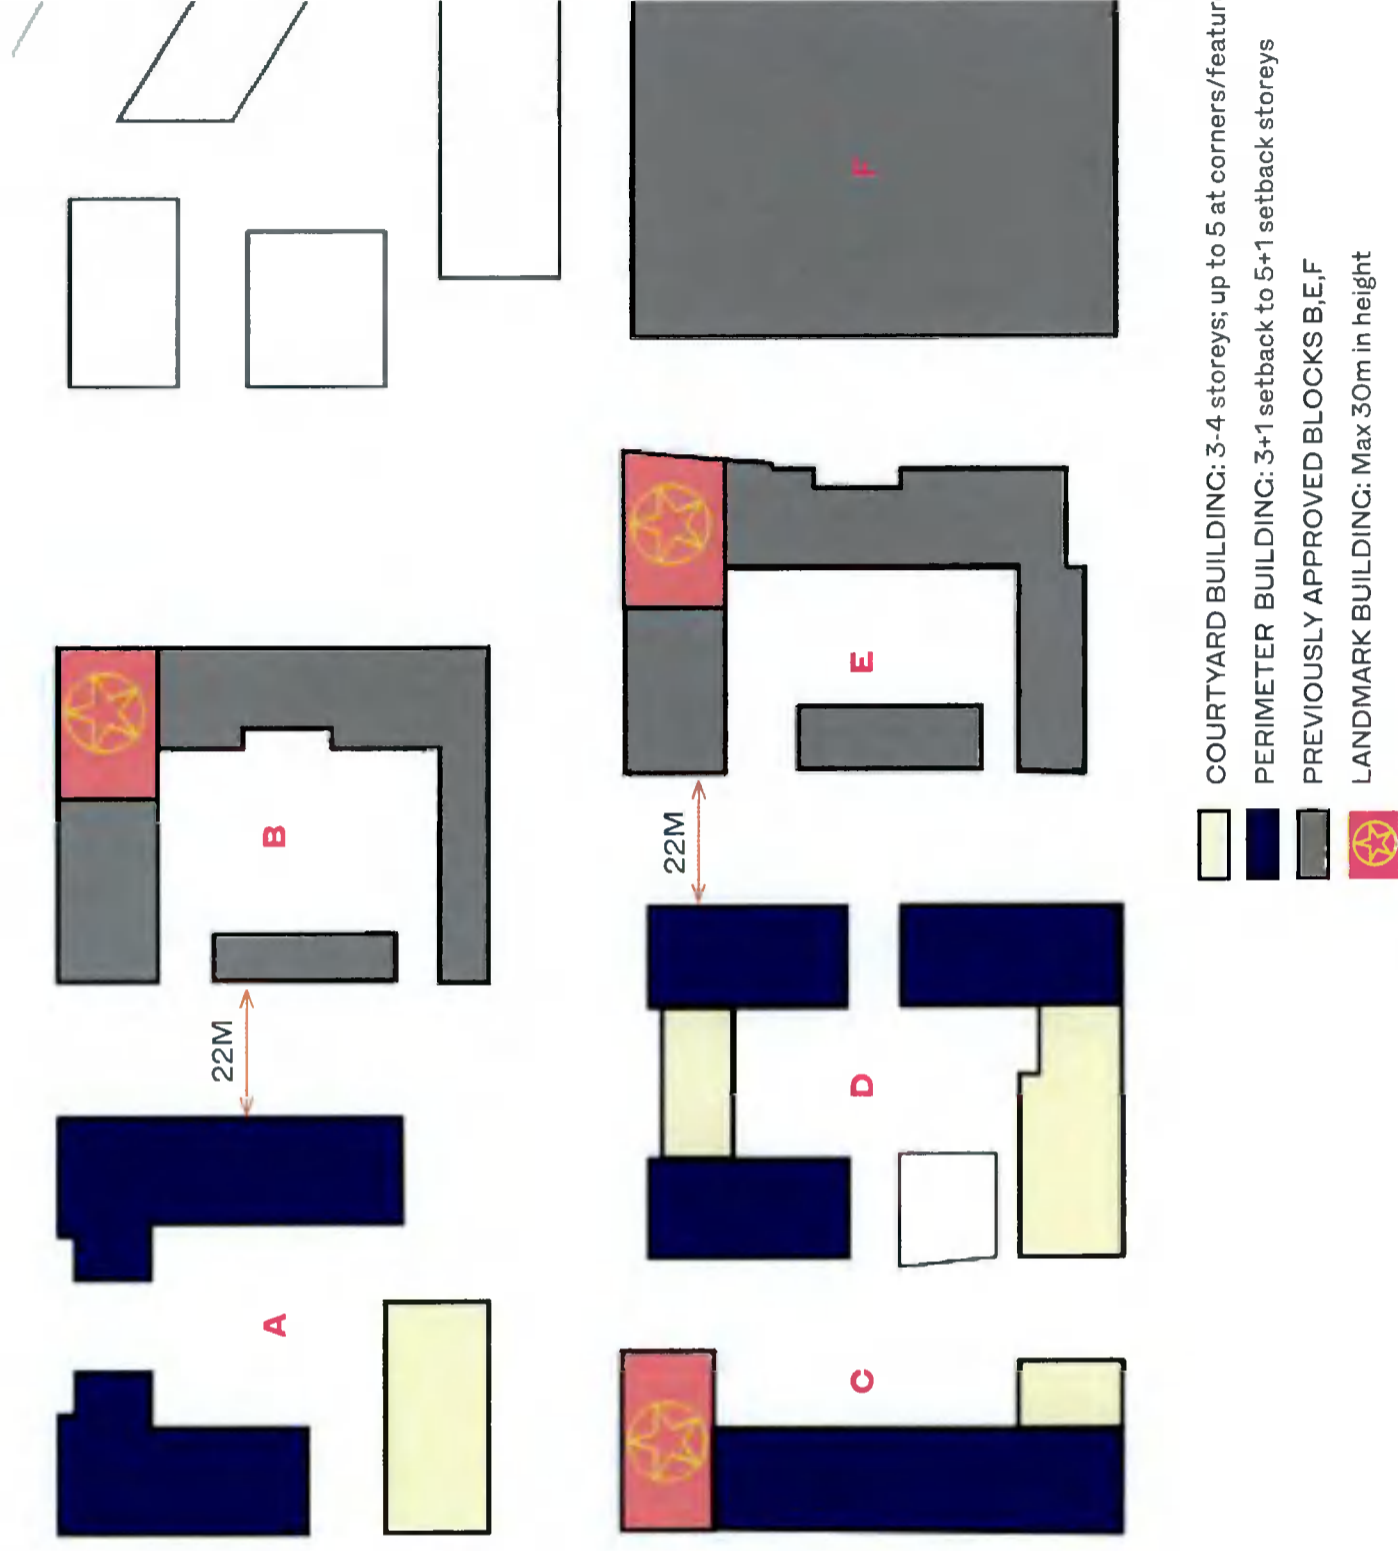 A
B
22M
C
D
E
F
22M
COURTYARD BUILDING: 3-4 storeys; up to 5 at corners/featur
PERIMETER BUILDING: 3+1 setback to 5+1 setback storeys
PREVIOUSLY APPROVED BLOCKS B,E,F
LANDMARK BUILDING: Max 30m in height